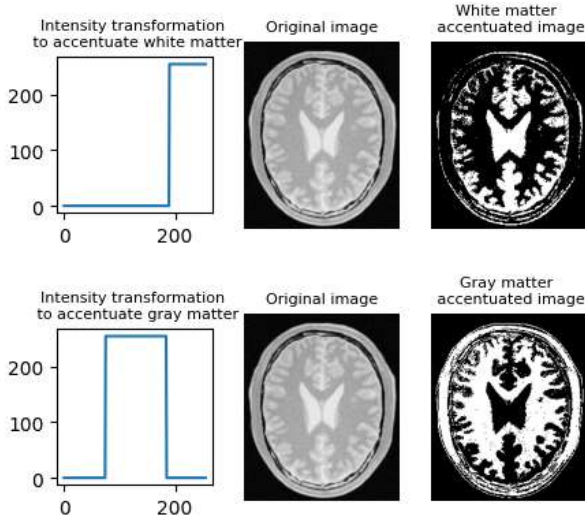 Intensity transformation
to accentuate white matter
Original image
White matter
accentuated image
200
100
0
0
200
Intensity transformation
to accentuate gray matter
Original image
Gray matter
accentuated image
200
100
0
0
200